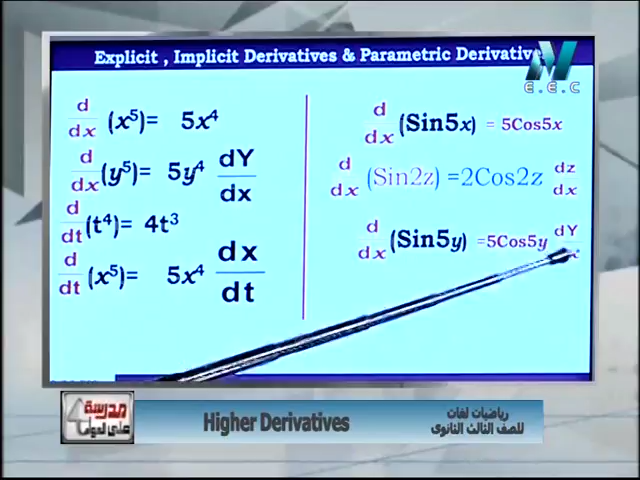 Explicit , Implicit Derivatives & Parametric Derivative
E.E.C
d/dx (x⁵)= 5x⁴
d/dx (y⁵)= 5y⁴ dY/dx
d/dt (t⁴)= 4t³
d/dt (x⁵)= 5x⁴ dx/dt
d/dx (Sin5x) = 5Cos5x
d/dx (Sin2z) =2Cos2z dz/dx
d/dx (Sin5y) =5Cos5y dY
مدرسة
على الهواء
Higher Derivatives
رياضيات لغات
للصف الثالث الثانوى